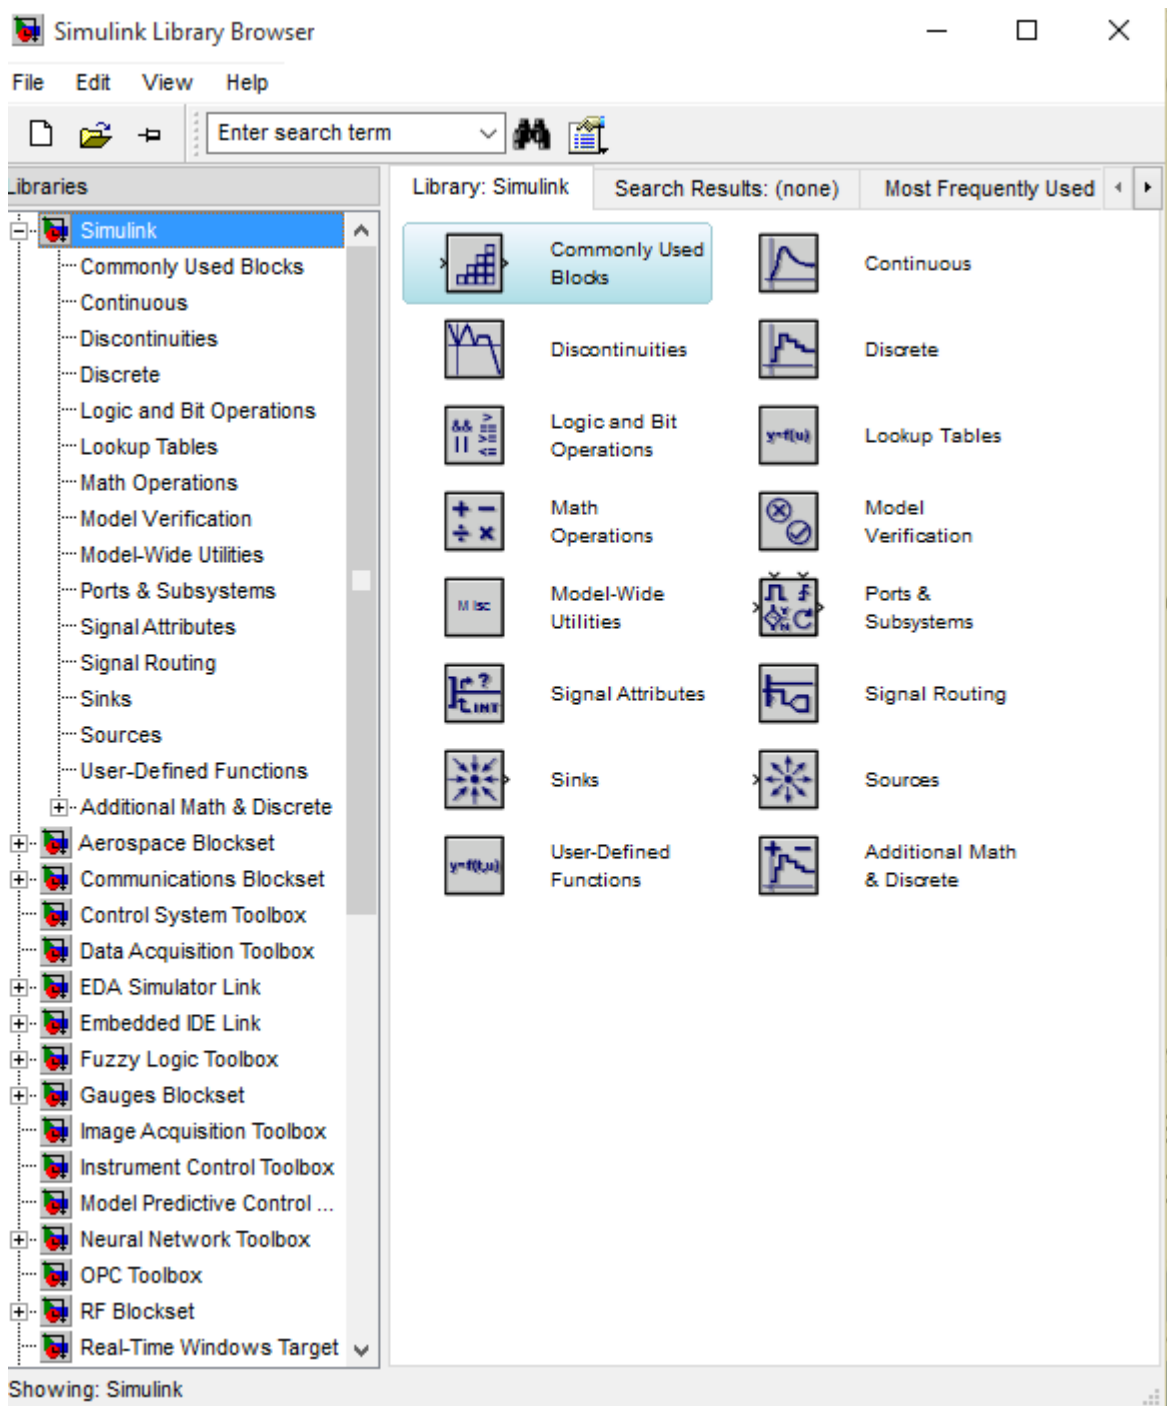 Simulink Library Browser
File Edit View Help
Enter search term
Libraries
Library: Simulink Search Results: (none) Most Frequently Used
Simulink
Commonly Used Blocks
Continuous
Discontinuities
Discrete
Logic and Bit Operations
Lookup Tables
Math Operations
Model Verification
Model-Wide Utilities
Ports & Subsystems
Signal Attributes
Signal Routing
Sinks
Sources
User-Defined Functions
Additional Math & Discrete
Aerospace Blockset
Communications Blockset
Control System Toolbox
Data Acquisition Toolbox
EDA Simulator Link
Embedded IDE Link
Fuzzy Logic Toolbox
Gauges Blockset
Image Acquisition Toolbox
Instrument Control Toolbox
Model Predictive Control ...
Neural Network Toolbox
OPC Toolbox
RF Blockset
Real-Time Windows Target
Commonly Used
Blocks
Continuous
Discontinuities
Discrete
&& > ==
|| >= <=
Logic and Bit
Operations
y=f(u)
Lookup Tables
+ −
÷ ×
Math
Operations
Model
Verification
Misc
Model-Wide
Utilities
Ports &
Subsystems
?
INT
Signal Attributes
Signal Routing
Sinks
Sources
y=f(t,u)
User-Defined
Functions
+ −
Additional Math
& Discrete
Showing: Simulink